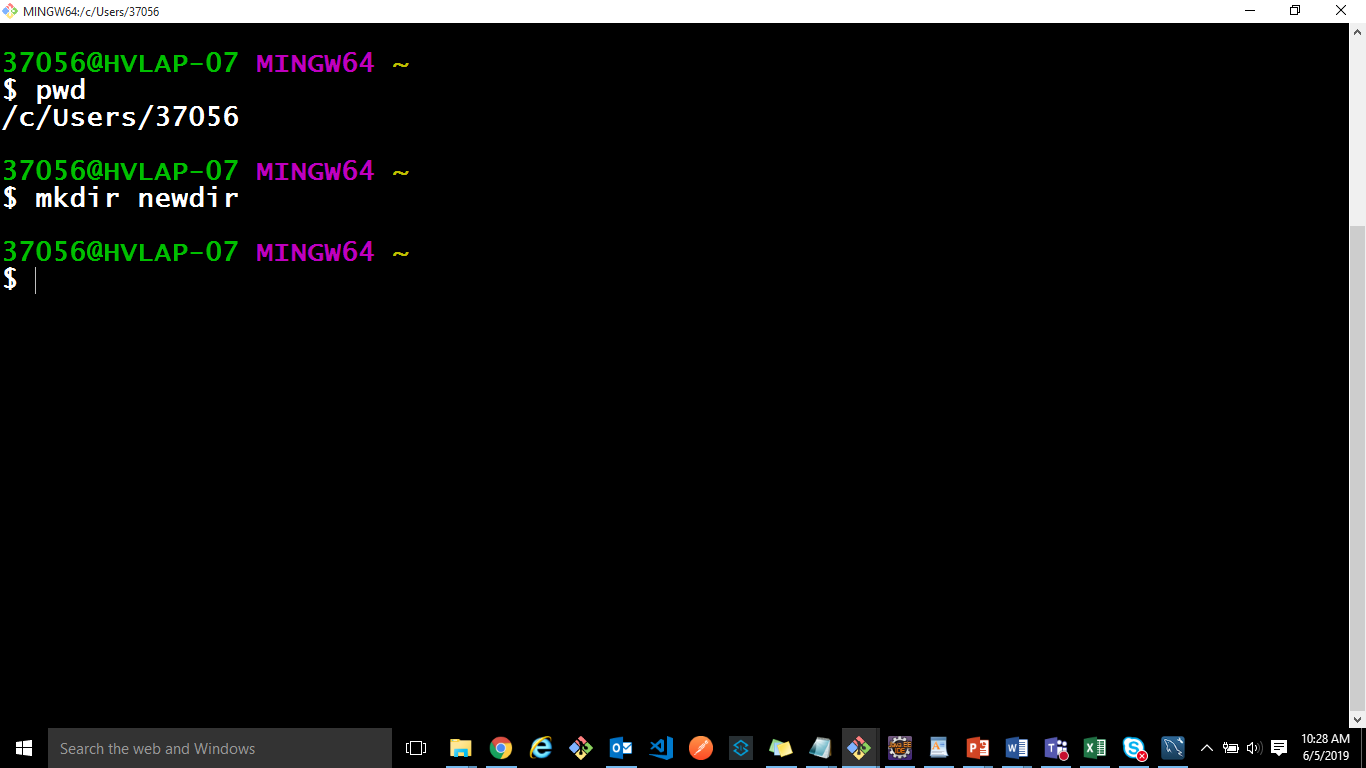 MINGW64:/c/Users/37056
37056@HVLAP-07 MINGW64 ~
$ pwd
/c/Users/37056
37056@HVLAP-07 MINGW64 ~
$ mkdir newdir
37056@HVLAP-07 MINGW64 ~
$
Search the web and Windows
10:28 AM
6/5/2019